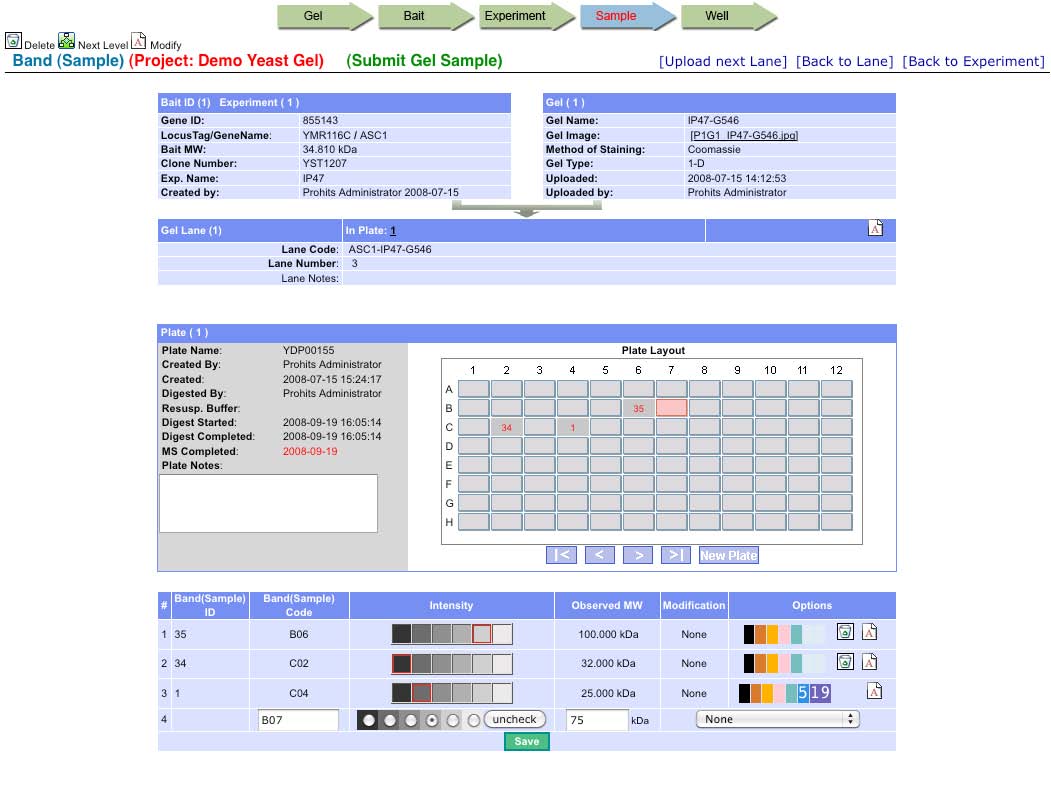 Gel Bait Experiment Sample Well
Delete Next Level Modify
Band (Sample) (Project: Demo Yeast Gel) (Submit Gel Sample) [Upload next Lane] [Back to Lane] [Back to Experiment]
Bait ID (1) Experiment ( 1 )
Gene ID: 855143
LocusTag/GeneName: YMR116C / ASC1
Bait MW: 34.810 kDa
Clone Number: YST1207
Exp. Name: IP47
Created by: Prohits Administrator 2008-07-15
Gel ( 1 )
Gel Name: IP47-G546
Gel Image: [P1G1_IP47-G546.jpg]
Method of Staining: Coomassie
Gel Type: 1-D
Uploaded: 2008-07-15 14:12:53
Uploaded by: Prohits Administrator
Gel Lane (1) In Plate: 1
Lane Code: ASC1-IP47-G546
Lane Number: 3
Lane Notes:
Plate ( 1 )
Plate Name: YDP00155
Created By: Prohits Administrator
Created: 2008-07-15 15:24:17
Digested By: Prohits Administrator
Resusp. Buffer:
Digest Started: 2008-09-19 16:05:14
Digest Completed: 2008-09-19 16:05:14
MS Completed: 2008-09-19
Plate Notes:
Plate Layout
1 2 3 4 5 6 7 8 9 10 11 12
A
B 35
C 34 1
D
E
F
G
H
|< < > >| New Plate
# Band(Sample) ID Band(Sample) Code Intensity Observed MW Modification Options
1 35 B06 100.000 kDa None
2 34 C02 32.000 kDa None
3 1 C04 25.000 kDa None 5 19
4 B07 uncheck 75 kDa None
Save